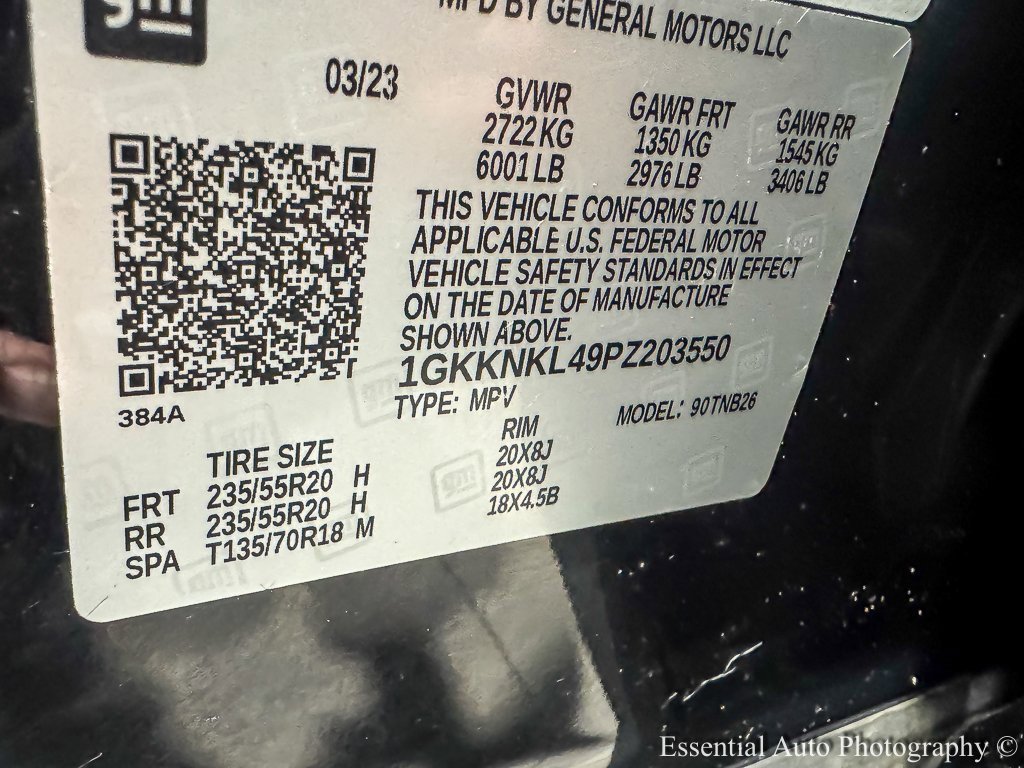 gm
MFD BY GENERAL MOTORS LLC
03/23
GVWR GAWR FRT GAWR RR
2722 KG 1350 KG 1545 KG
6001 LB 2976 LB 3406 LB
THIS VEHICLE CONFORMS TO ALL
APPLICABLE U.S. FEDERAL MOTOR
VEHICLE SAFETY STANDARDS IN EFFECT
ON THE DATE OF MANUFACTURE
SHOWN ABOVE.
1GKKNKL49PZ203550
384A
TYPE: MPV MODEL: 90TNB26
TIRE SIZE RIM
FRT 235/55R20 H 20X8J
RR 235/55R20 H 20X8J
SPA T135/70R18 M 18X4.5B
Essential Auto Photography ©